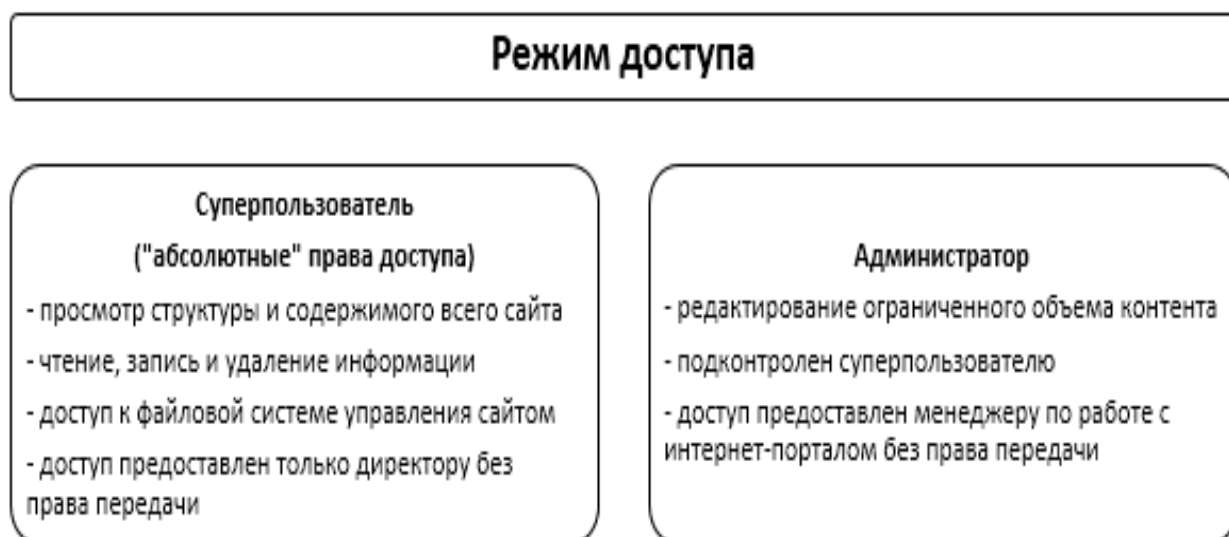 Режим доступа
Суперпользователь
("абсолютные" права доступа)
- просмотр структуры и содержимого всего сайта
- чтение, запись и удаление информации
- доступ к файловой системе управления сайтом
- доступ предоставлен только директору без
права передачи
Администратор
- редактирование ограниченного объема контента
- подконтролен суперпользователю
- доступ предоставлен менеджеру по работе с
интернет-порталом без права передачи